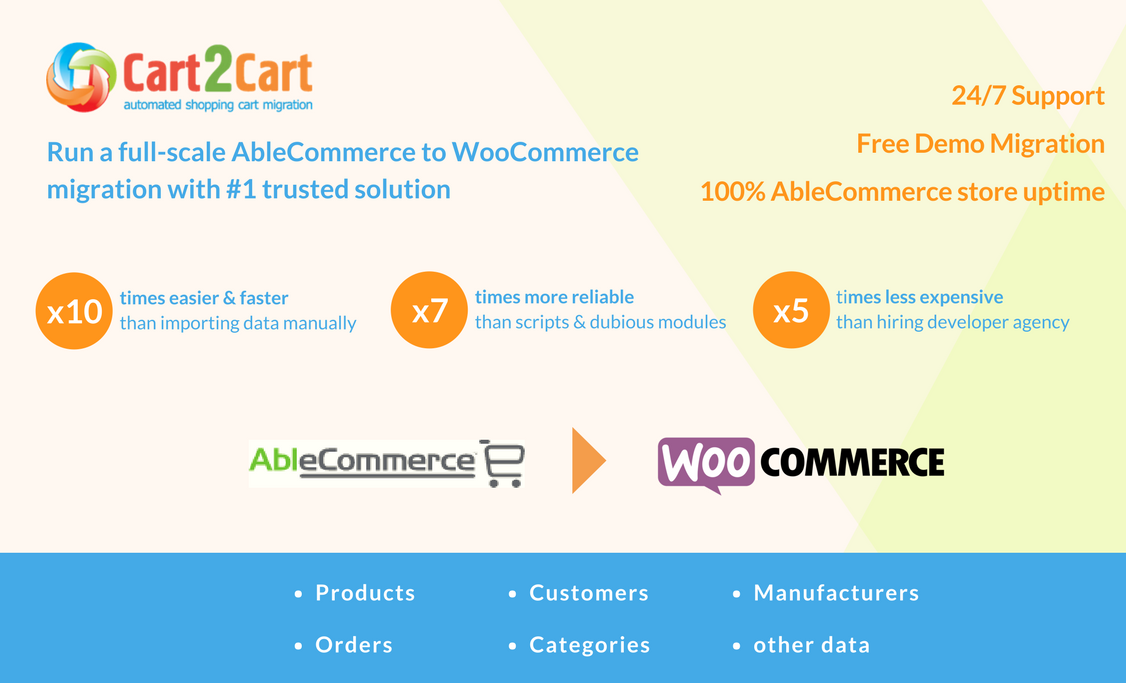 Cart2Cart
automated shopping cart migration
Run a full-scale AbleCommerce to WooCommerce
migration with #1 trusted solution
24/7 Support
Free Demo Migration
100% AbleCommerce store uptime
x10
times easier & faster
than importing data manually
x7
times more reliable
than scripts & dubious modules
x5
times less expensive
than hiring developer agency
AbleCommerce
WOO COMMERCE
• Products
• Customers
• Manufacturers
• Orders
• Categories
• other data